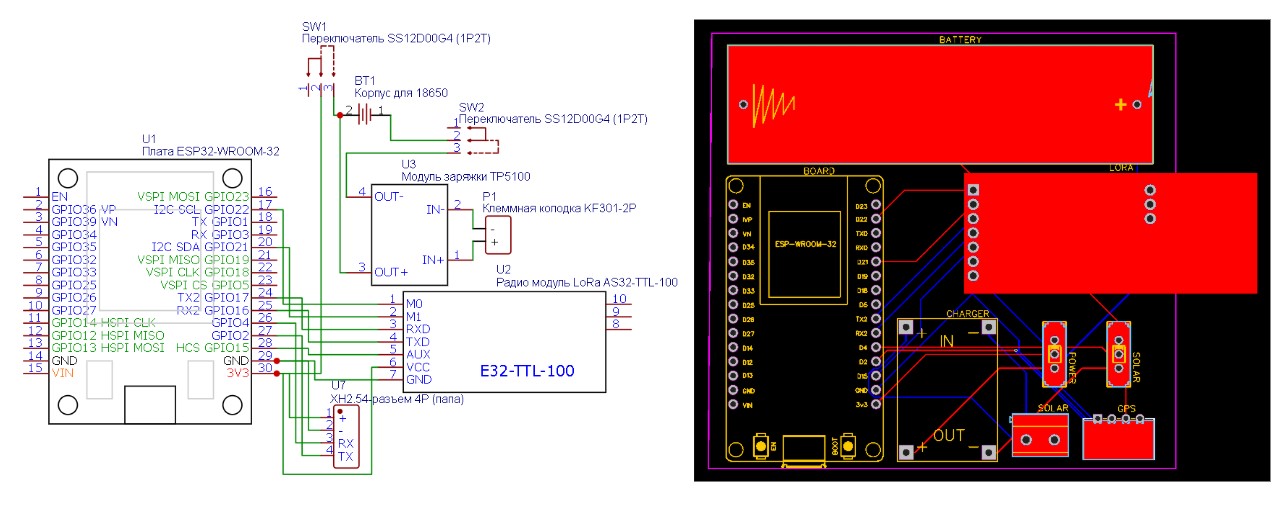 SW1
Переключатель SS12D00G4 (1P2T)
1
2
3
BT1
Корпус для 18650
2
1
SW2
Переключатель SS12D00G4 (1P2T)
1
2
3
U1
Плата ESP32-WROOM-32
1 EN
2 GPIO36 VP
3 GPIO39 VN
4 GPIO34
5 GPIO35
6 GPIO32
7 GPIO33
8 GPIO25
9 GPIO26
10 GPIO27
11 GPIO14 HSPI CLK
12 GPIO12 HSPI MISO
13 GPIO13 HSPI MOSI
14 GND
15 VIN
VSPI MOSI GPIO23 16
I2C SCL GPIO22 17
TX GPIO1 18
RX GPIO3 19
I2C SDA GPIO21 20
VSPI MISO GPIO19 21
VSPI CLK GPIO18 22
VSPI CS GPIO5 23
TX2 GPIO17 24
RX2 GPIO16 25
GPIO4 26
GPIO2 27
HCS GPIO15 28
GND 29
3V3 30
U3
Модуль зарядки TP5100
4 OUT-
IN- 2
3 OUT+
IN+ 1
P1
Клеммная колодка KF301-2P
-
+
U2
Радио модуль LoRa AS32-TTL-100
1 M0
2 M1
3 RXD
4 TXD
5 AUX
6 VCC
7 GND
10
9
8
E32-TTL-100
U7
XH2.54-разъем 4P (папа)
1 +
2 -
3 RX
4 TX
BATTERY
+
BOARD
LORA
ESP-WROOM-32
EN
VP
VN
D34
D35
D32
D33
D25
D26
D27
D14
D12
D13
GND
VIN
D23
D22
TXD
RXD
D21
D19
D18
D5
TX2
RX2
D4
D2
D15
GND
3v3
EN
BOOT
CHARGER
+ IN -
+ OUT -
POWER
SOLAR
SOLAR
GPS